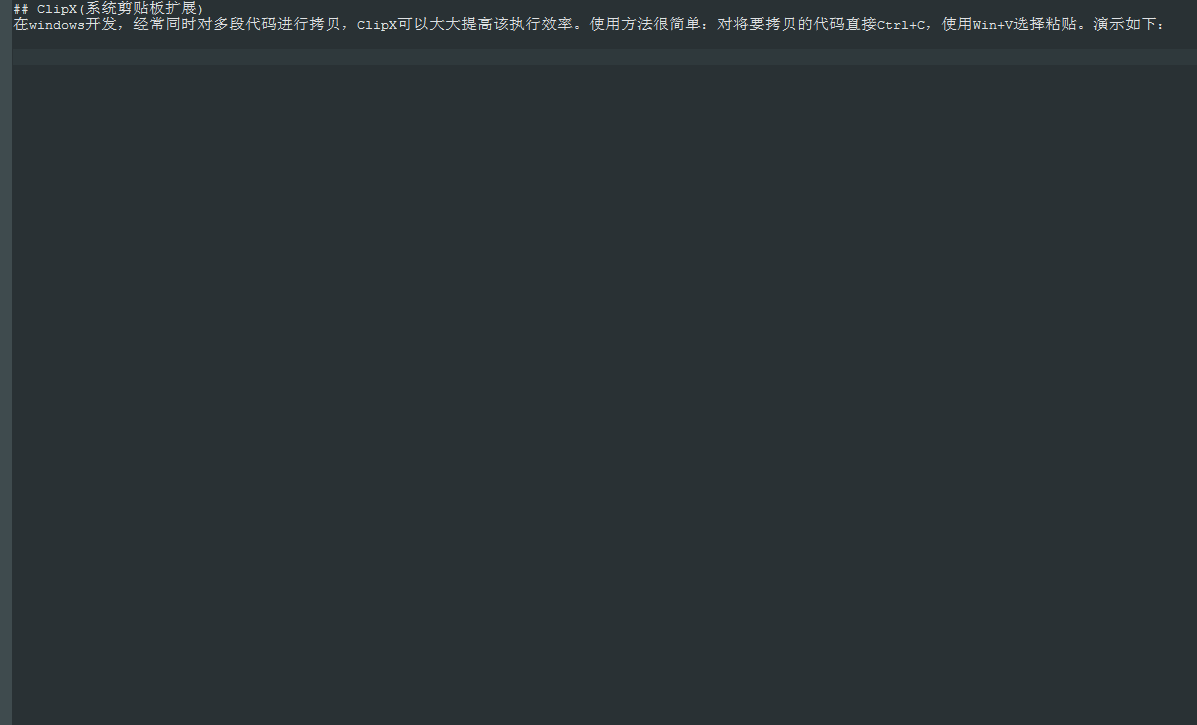 ## ClipX(系统剪贴板扩展)
在windows开发，经常同时对多段代码进行拷贝，ClipX可以大大提高该执行效率。使用方法很简单：对将要拷贝的代码直接Ctrl+C，使用Win+V选择粘贴。演示如下：